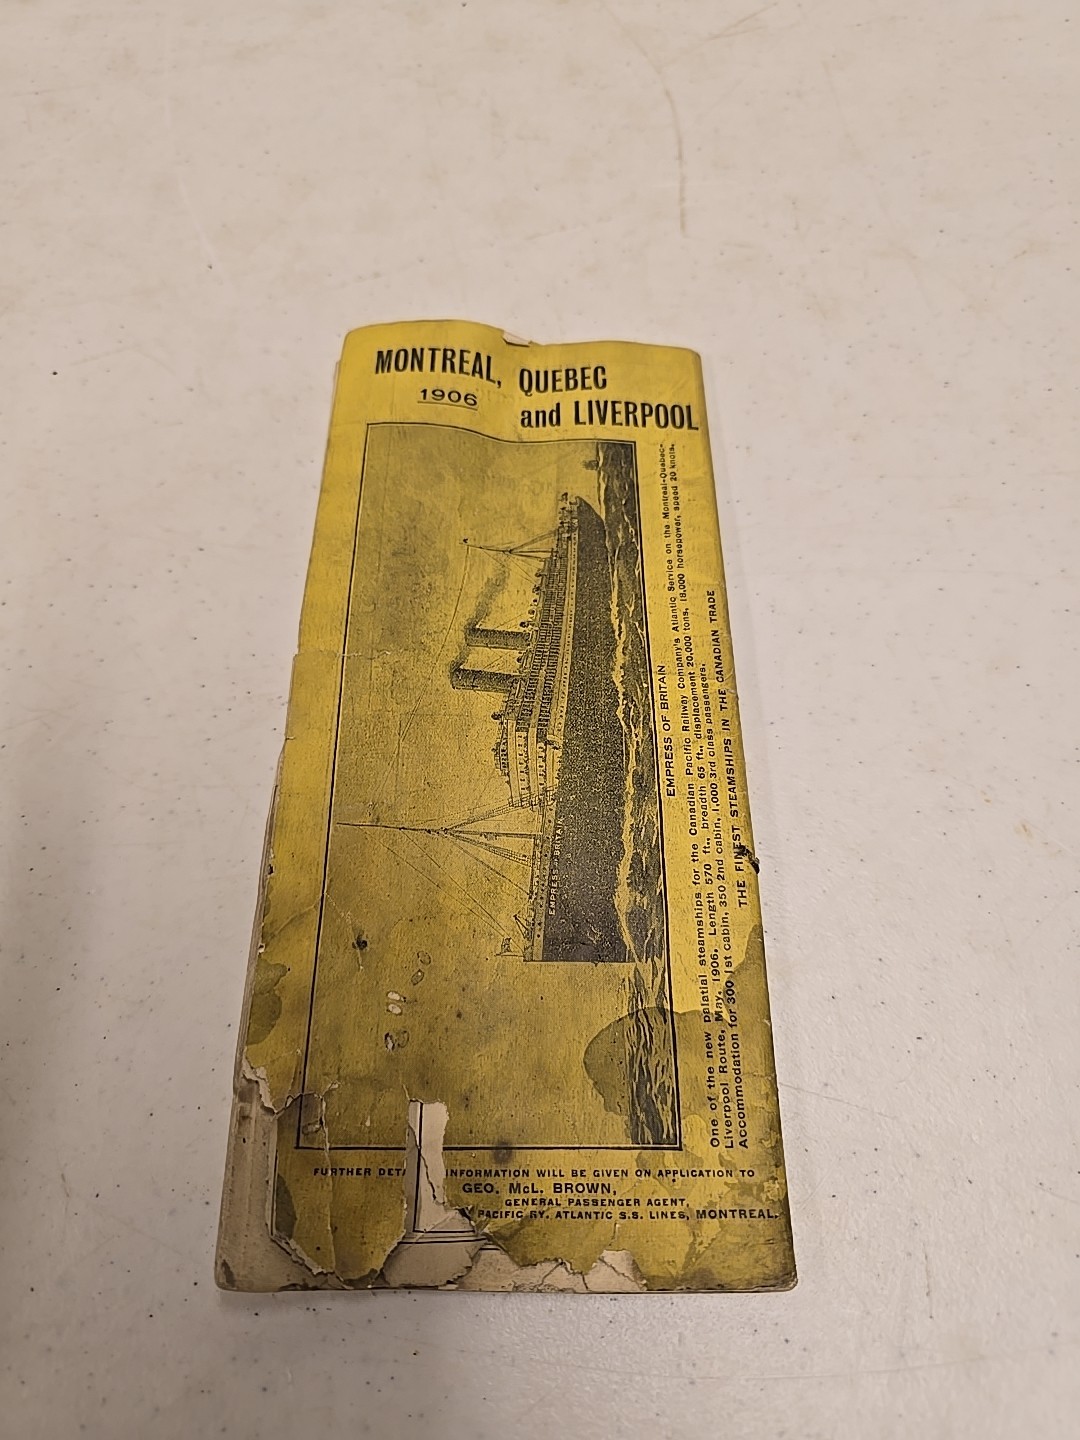 MONTREAL, QUEBEC
1906
and LIVERPOOL
EMPRESS OF BRITAIN
EMPRESS OF BRITAIN
One of the new palatial steamships for the Canadian Pacific Railway Company's Atlantic Service on the Montreal-Quebec-
Liverpool Route, May, 1906. Length 570 ft., breadth 65 ft., displacement 20,000 tons, 18,000 horsepower, speed 20 knots.
Accommodation for 300 1st cabin, 350 2nd cabin, 1,000 3rd class passengers.
THE FINEST STEAMSHIPS IN THE CANADIAN TRADE
FURTHER INFORMATION WILL BE GIVEN ON APPLICATION TO
GEO. McL. BROWN,
GENERAL PASSENGER AGENT,
PACIFIC RY. ATLANTIC S.S. LINES, MONTREAL.